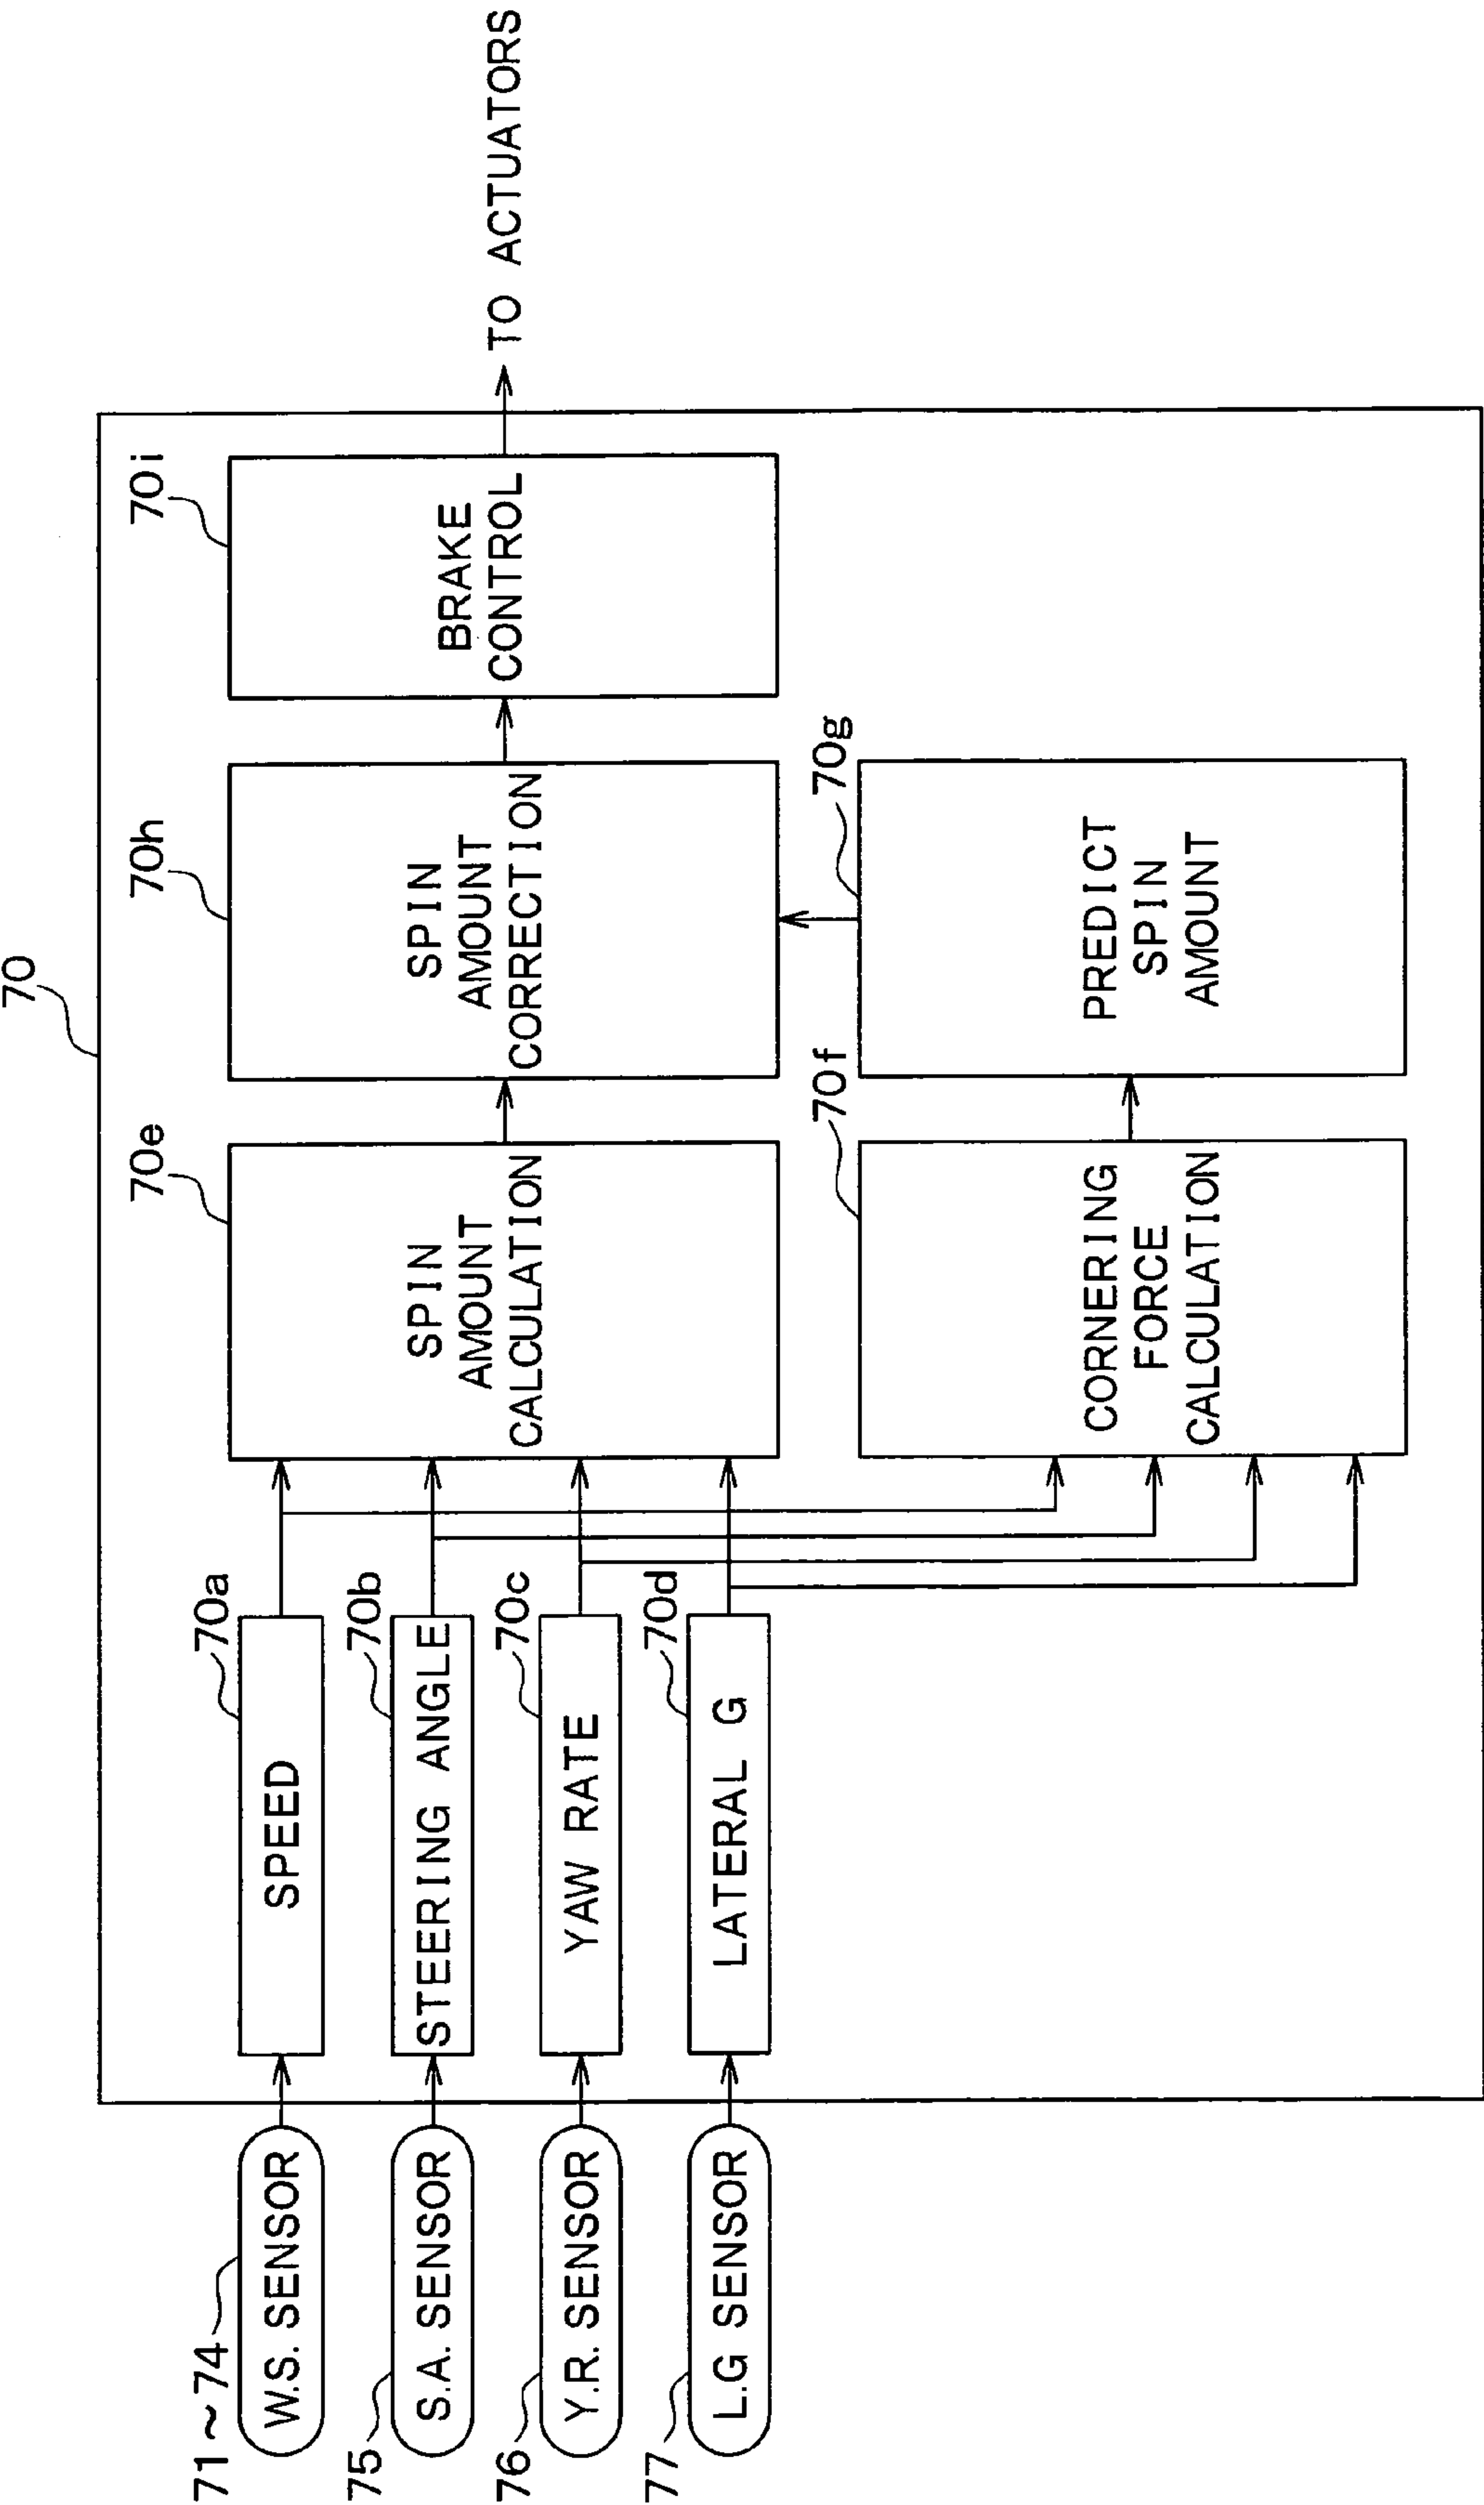 70
71~74
W.S.SENSOR
70a
SPEED
75
S.A.SENSOR
70b
STEERING ANGLE
76
Y.R.SENSOR
70c
YAW RATE
77
L.G SENSOR
70d
LATERAL G
70e
SPIN
AMOUNT
CALCULATION
70h
SPIN
AMOUNT
CORRECTION
70i
BRAKE
CONTROL
TO ACTUATORS
70f
CORNERING
FORCE
CALCULATION
70g
PREDICT
SPIN
AMOUNT